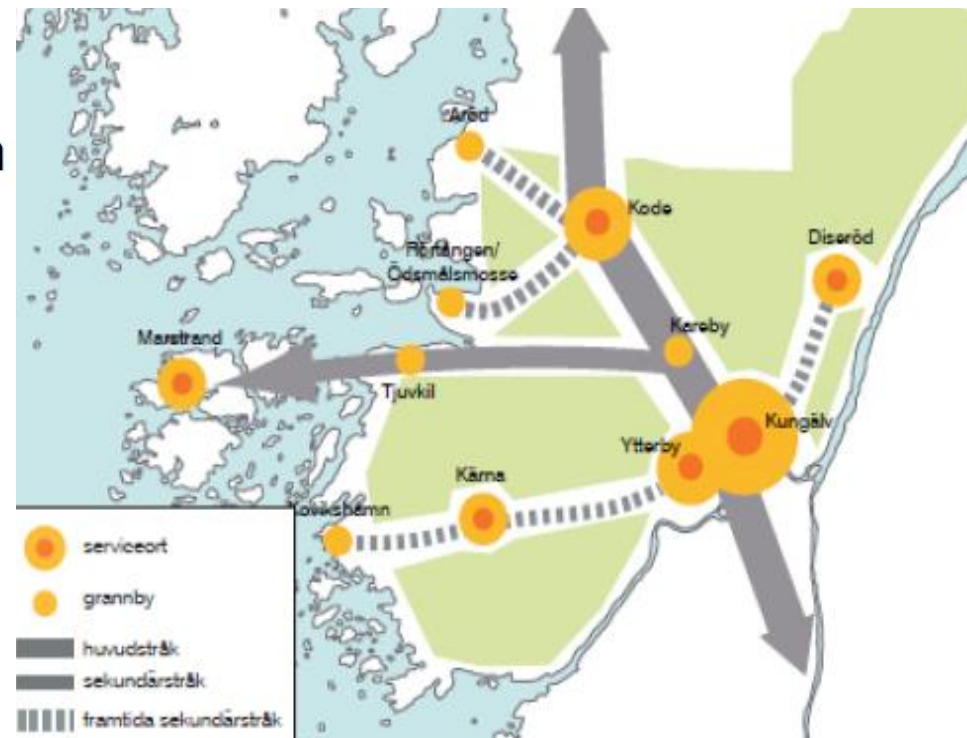 Aröd
Kode
Diseröd
Rörtången/
Ödsmålsmosse
Kareby
Marstrand
Tjuvkil
Kungälv
Ytterby
Kärna
Kovikshamn
serviceort
grannby
huvudstråk
sekundärstråk
framtida sekundärstråk